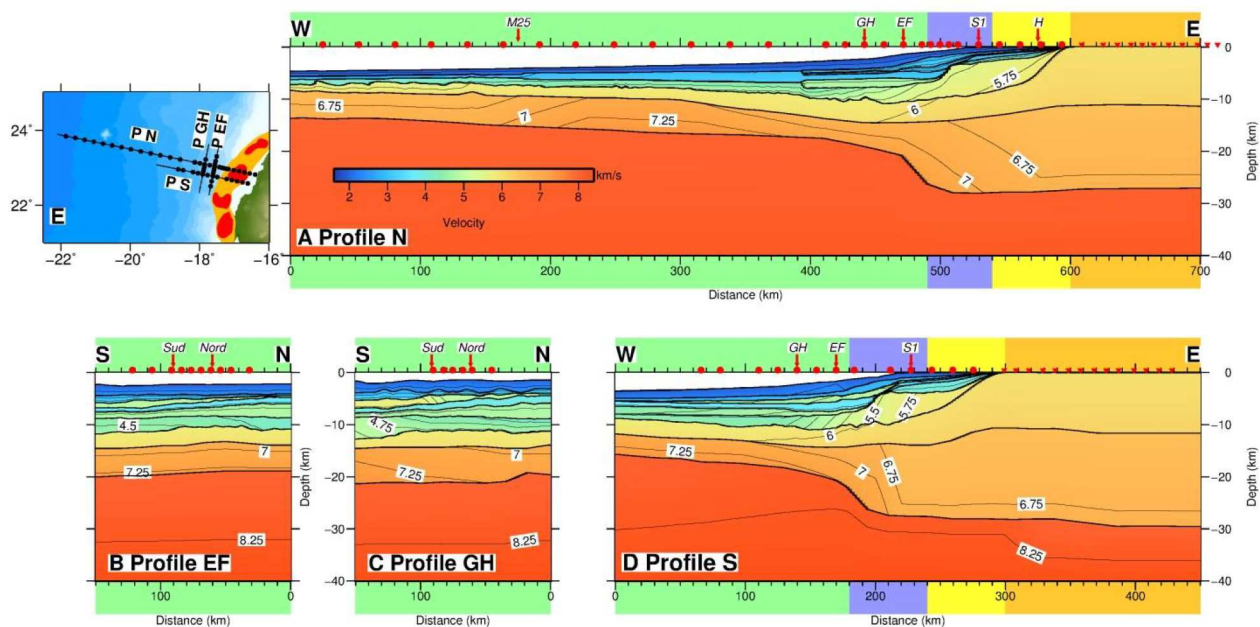 W M25 GH EF S1 H E
5.75
6
6.75 7 7.25
6.75
7
0
−10
−20
−30
−40
Depth (km)
km/s
2 3 4 5 6 7 8
Velocity
A Profile N
0 100 200 300 400 500 600 700
Distance (km)
24°
22°
P N
P GH
P EF
P S
E
−22° −20° −18° −16°
S Sud Nord N
4.5
7
7.25
8.25
B Profile EF
100 0
Distance (km)
0
−10
−20
−30
−40
Depth (km)
S Sud Nord N
4.75
7
7.25
8.25
C Profile GH
100 0
Distance (km)
W GH EF S1 E
5.5 5.75
6
7.25 7 6.75
6.75
8.25
D Profile S
0
−10
−20
−30
−40
Depth (km)
0 100 200 300 400
Distance (km)